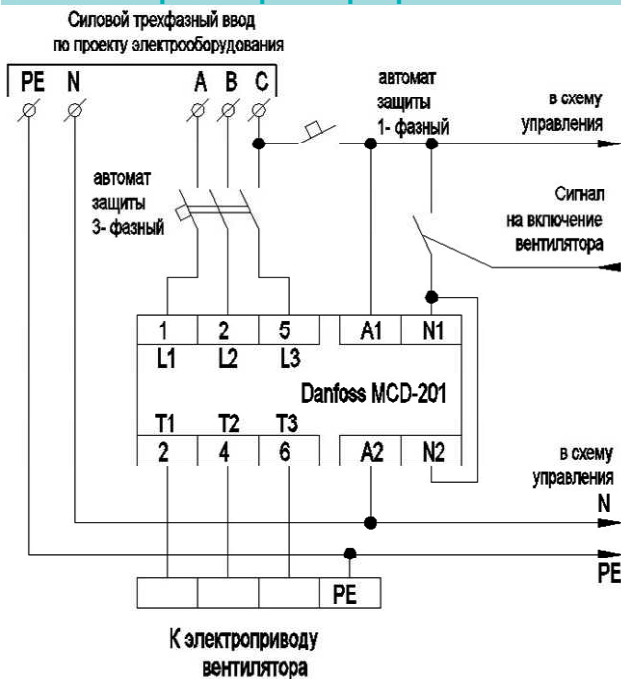 Силовой трехфазный ввод
по проекту электрооборудования
PE N A B C
автомат
защиты
1- фазный
в схему
управления
автомат
защиты
3- фазный
Сигнал
на включение
вентилятора
1 2 5 A1 N1
L1 L2 L3
Danfoss MCD-201
T1 T2 T3
2 4 6 A2 N2
в схему
управления
N
PE
PE
К электроприводу
вентилятора